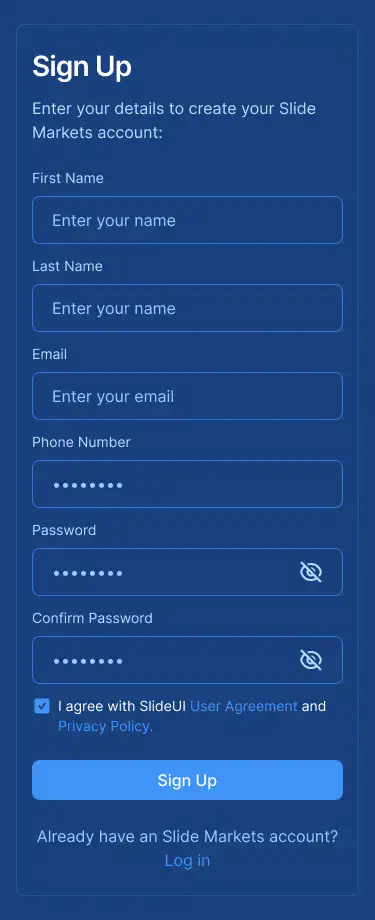 Sign Up
Enter your details to create your Slide
Markets account:
First Name
Enter your name
Last Name
Enter your name
Email
Enter your email
Phone Number
••••••••
Password
••••••••
Confirm Password
••••••••
I agree with SlideUI User Agreement and
Privacy Policy.
Sign Up
Already have an Slide Markets account?
Log in